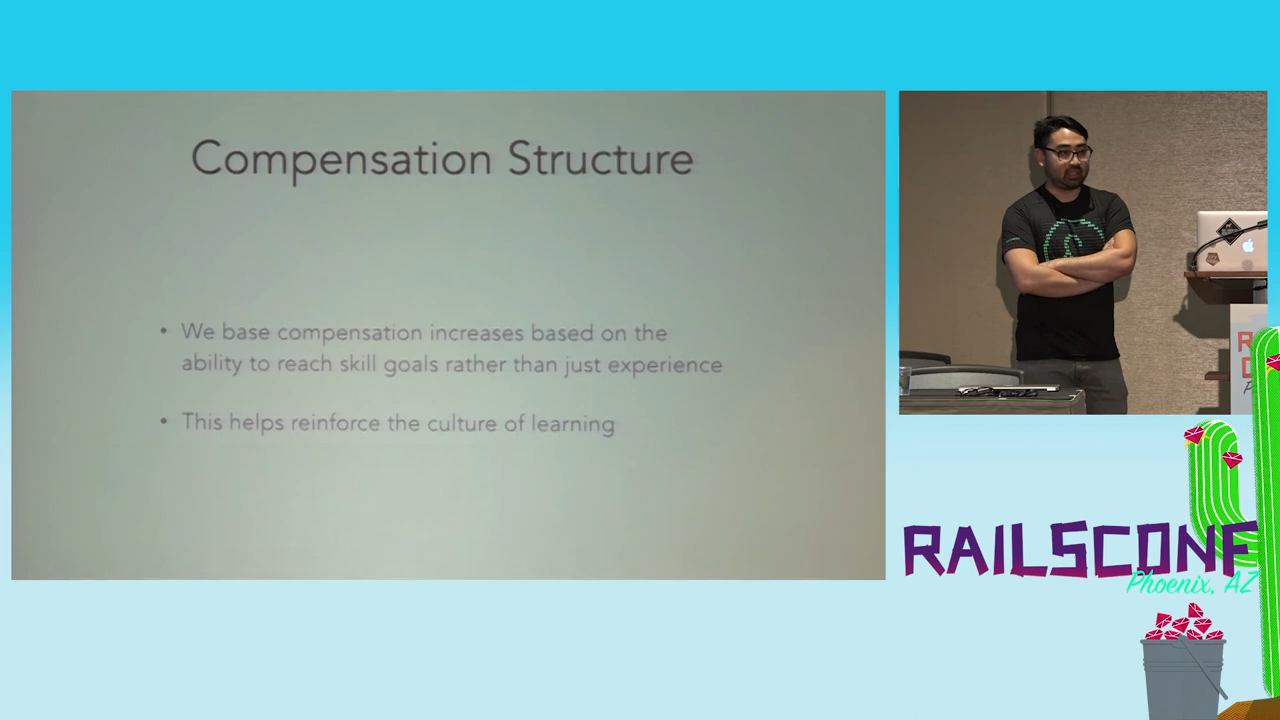 Compensation Structure
• We base compensation increases based on the
ability to reach skill goals rather than just experience
• This helps reinforce the culture of learning
RAILSCONF
Phoenix, AZ